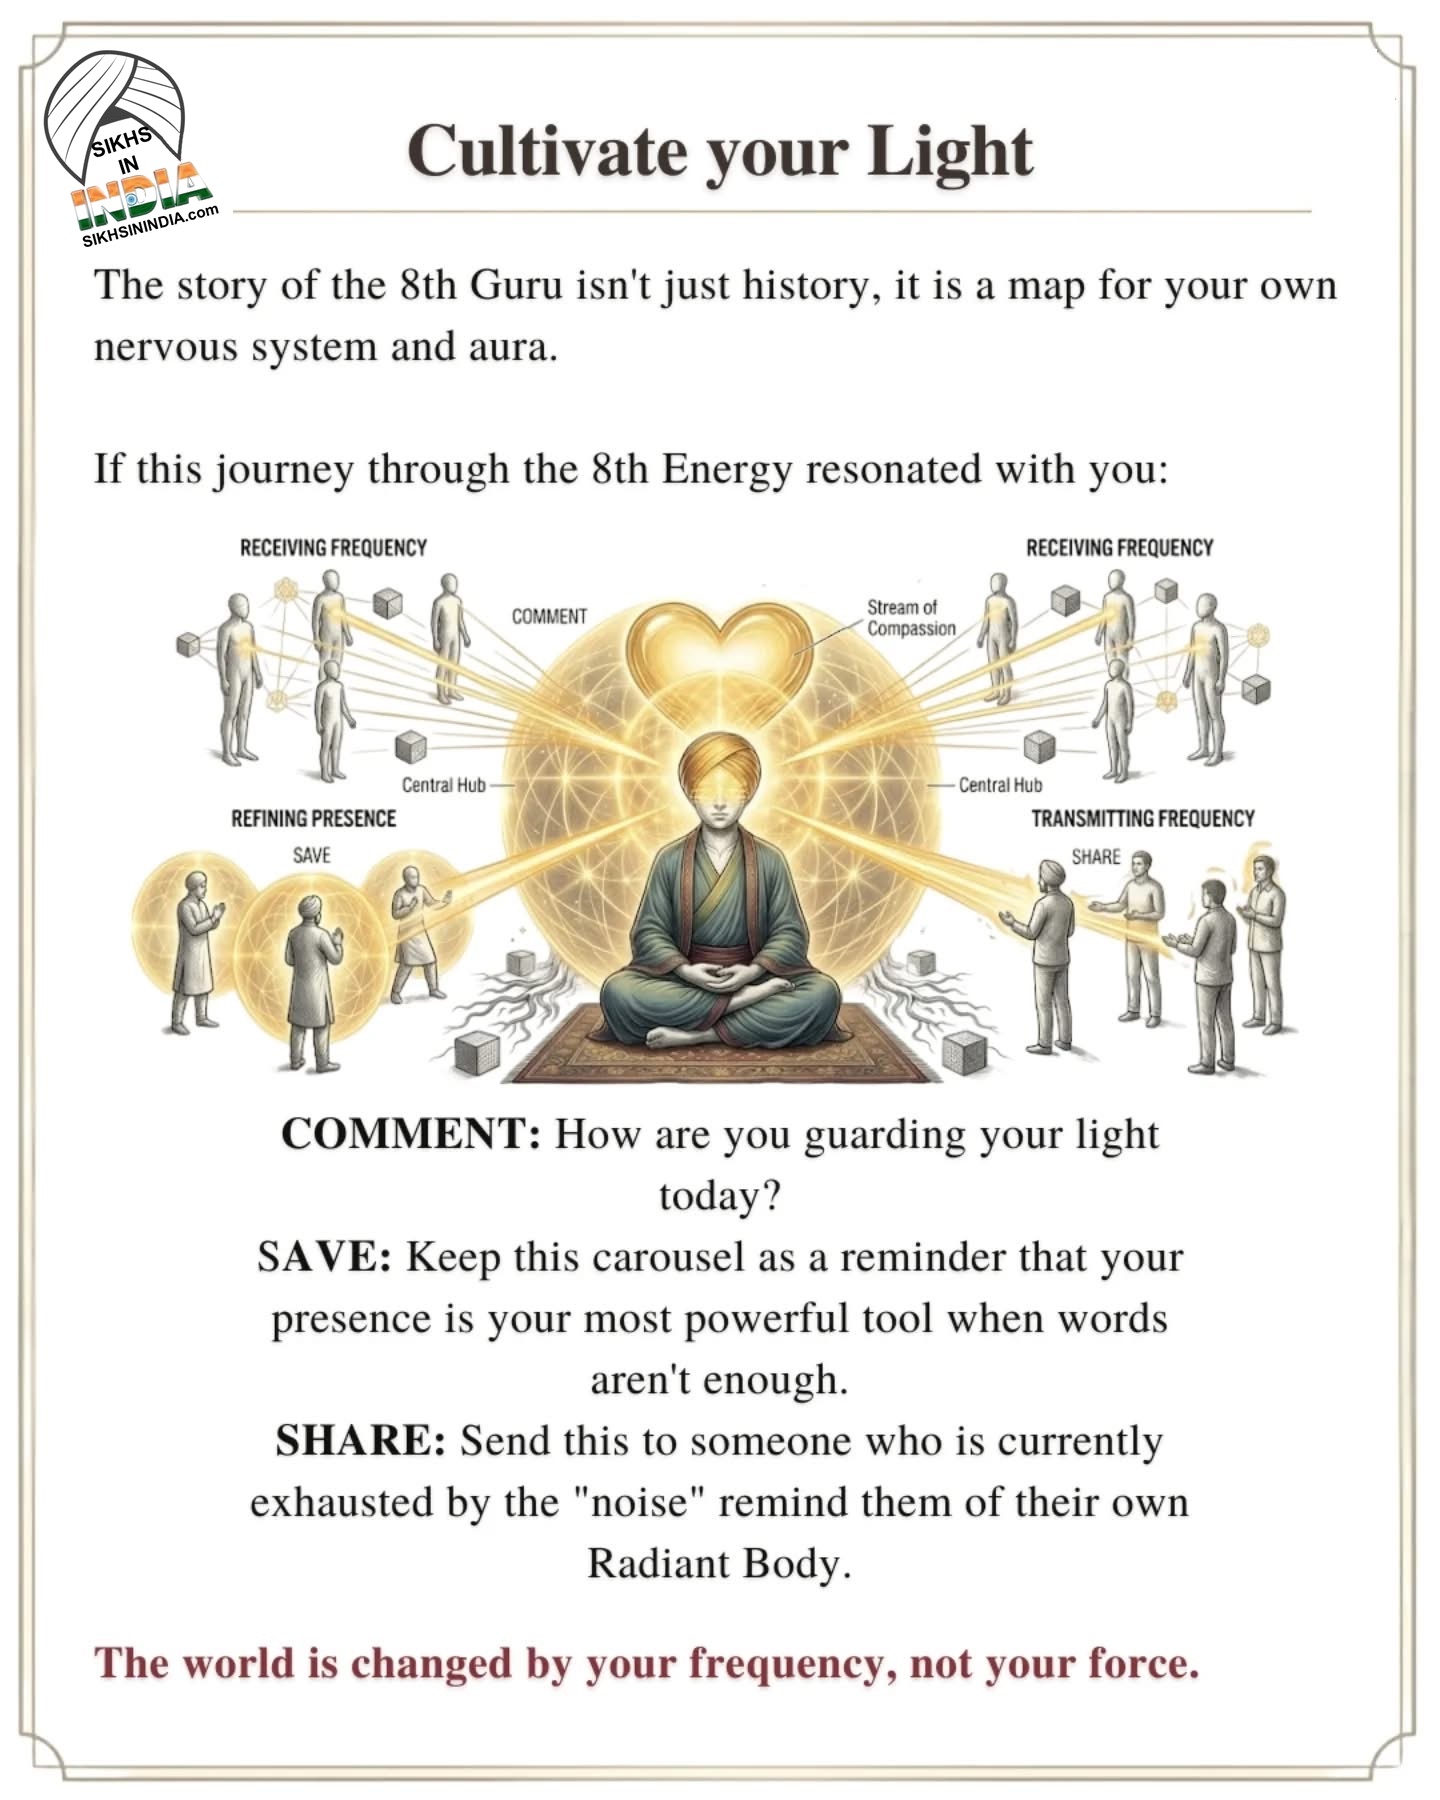 SIKHS
IN
INDIA
SIKHSININDIA.com
Cultivate your Light
The story of the 8th Guru isn't just history, it is a map for your own
nervous system and aura.
If this journey through the 8th Energy resonated with you:
RECEIVING FREQUENCY
RECEIVING FREQUENCY
COMMENT
Stream of
Compassion
Central Hub
Central Hub
REFINING PRESENCE
SAVE
TRANSMITTING FREQUENCY
SHARE
COMMENT: How are you guarding your light
today?
SAVE: Keep this carousel as a reminder that your
presence is your most powerful tool when words
aren't enough.
SHARE: Send this to someone who is currently
exhausted by the "noise" remind them of their own
Radiant Body.
The world is changed by your frequency, not your force.